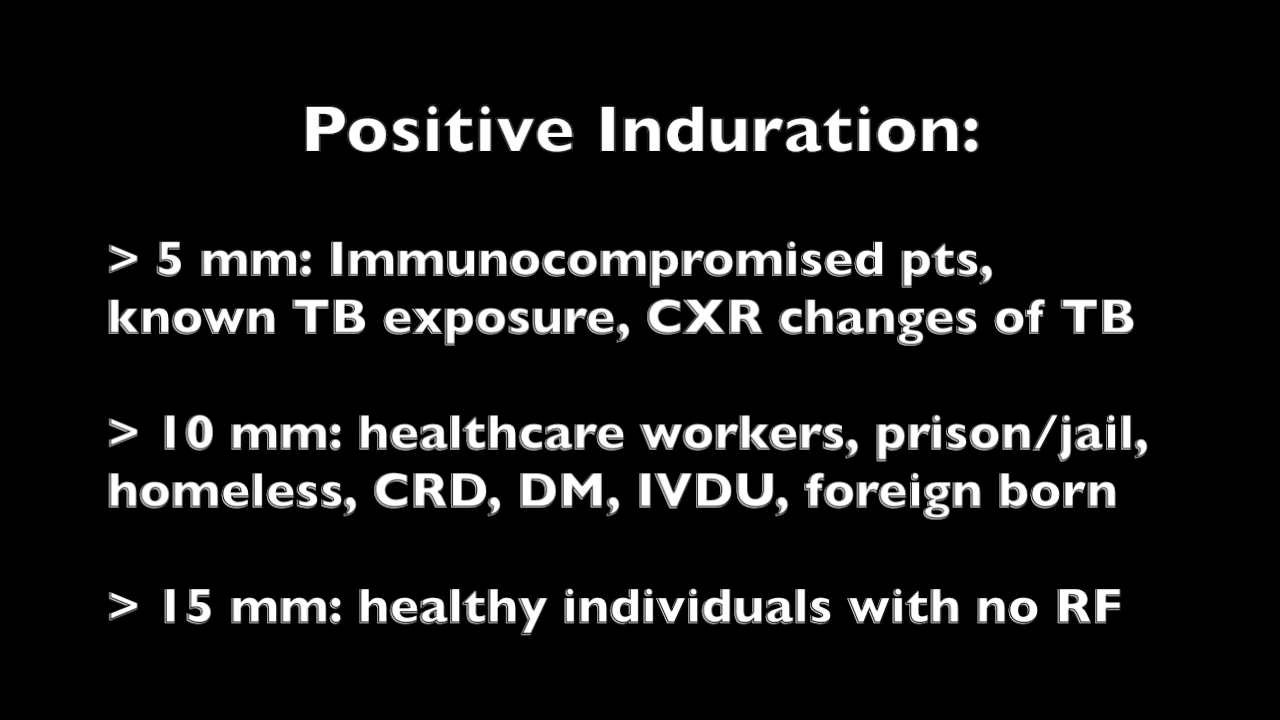 Positive Induration:
> 5 mm: Immunocompromised pts,
known TB exposure, CXR changes of TB
> 10 mm: healthcare workers, prison/jail,
homeless, CRD, DM, IVDU, foreign born
> 15 mm: healthy individuals with no RF